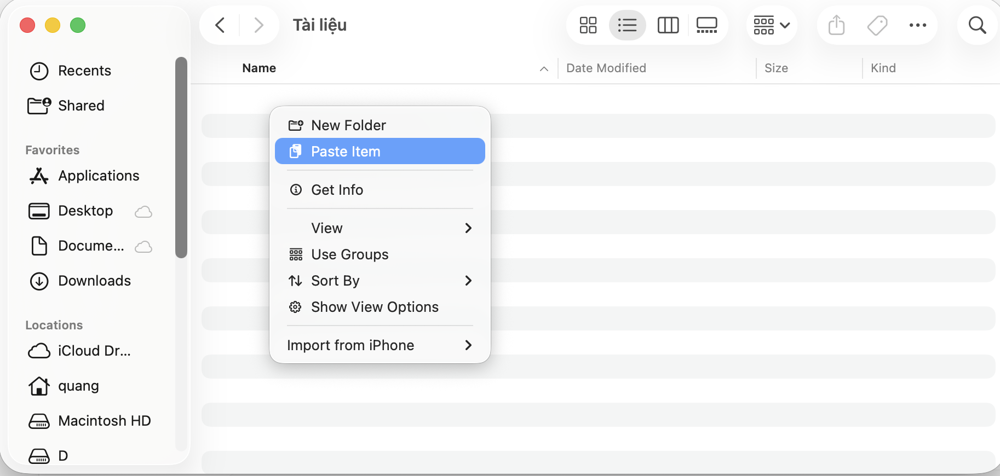 Tài liệu
Recents
Shared
Favorites
Applications
Desktop
Docume...
Downloads
Locations
iCloud Dr...
quang
Macintosh HD
D
Name
Date Modified
Size
Kind
New Folder
Paste Item
Get Info
View
Use Groups
Sort By
Show View Options
Import from iPhone